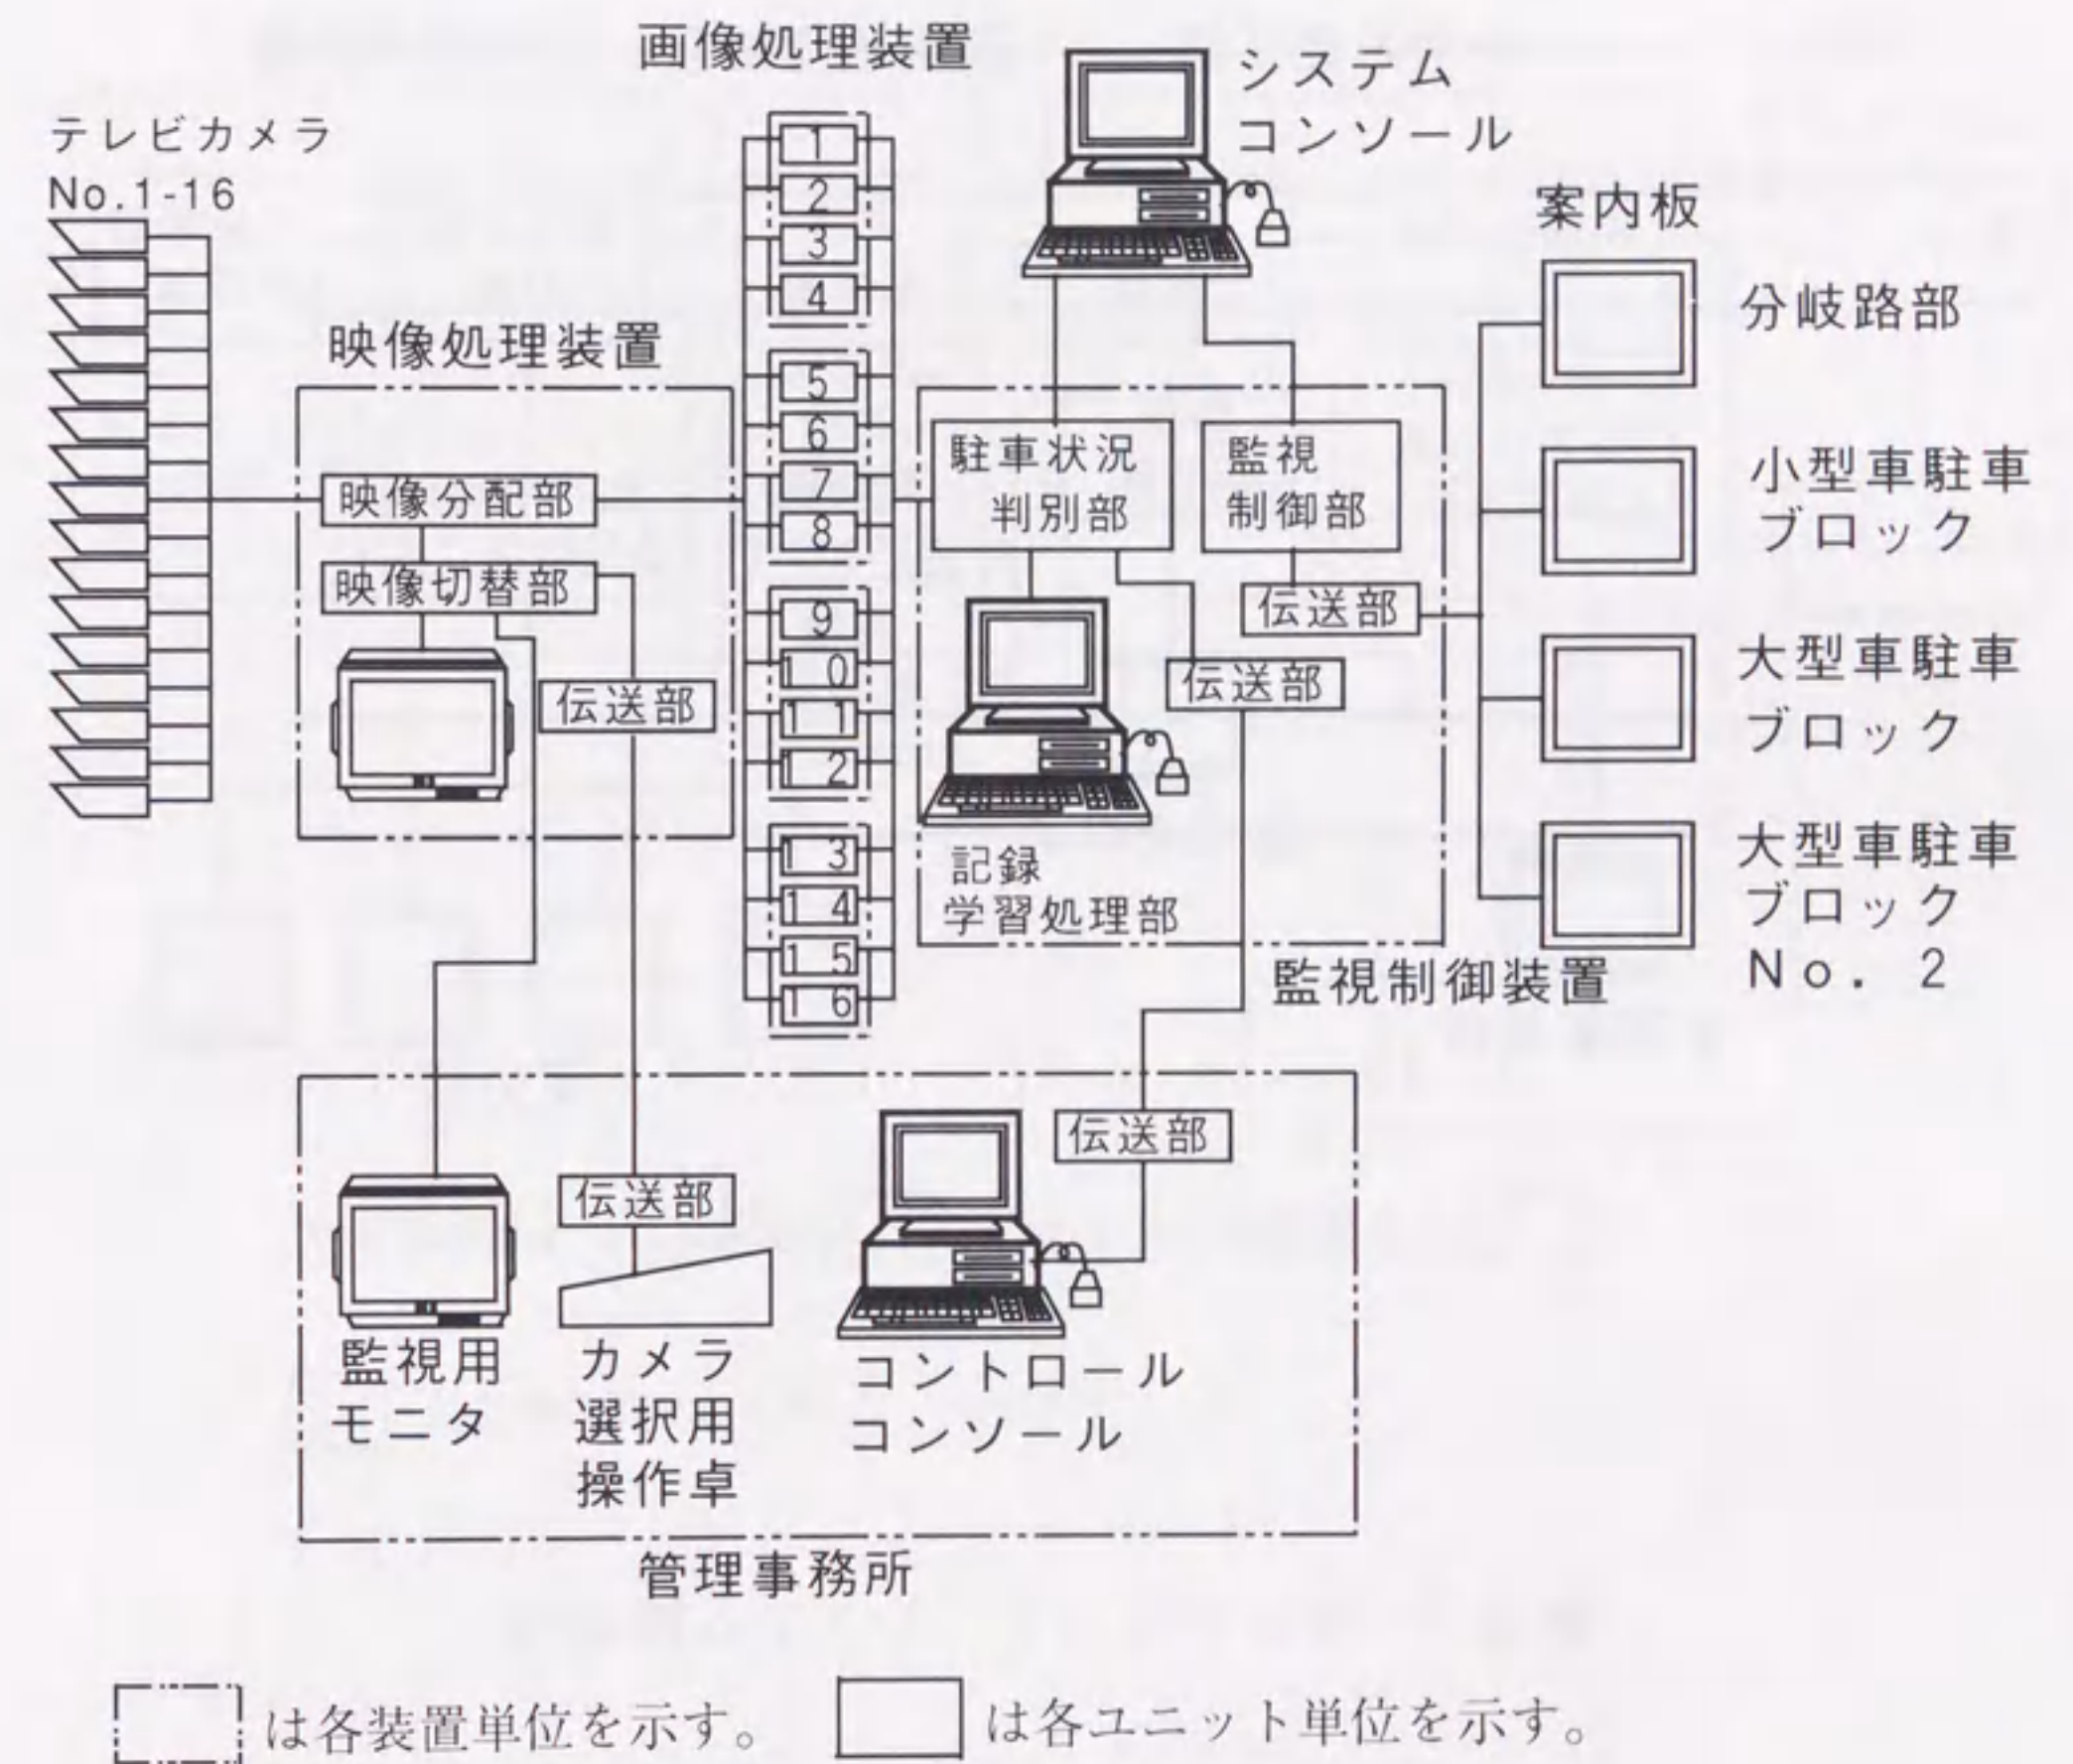 画像処理装置
システム
コンソール
テレビカメラ
No.1-16
1
2
3
4
案内板
分岐路部
映像処理装置
5
6
7
8
駐車状況
判別部
監視
制御部
小型車駐車
ブロック
映像分配部
映像切替部
伝送部
9
10
11
12
伝送部
伝送部
大型車駐車
ブロック
13
14
15
16
記録
学習処理部
大型車駐車
ブロック
No. 2
監視制御装置
伝送部
伝送部
監視用
モニタ
カメラ
選択用
操作卓
コントロール
コンソール
管理事務所
は各装置単位を示す。
は各ユニット単位を示す。